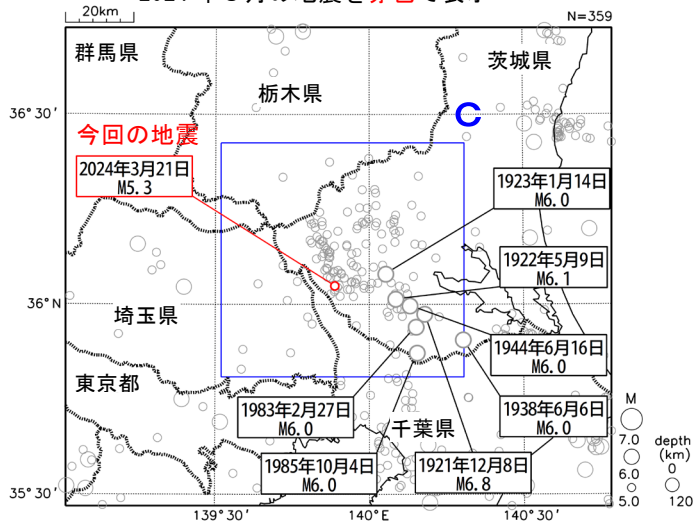 20km
N=359
群馬県
栃木県
茨城県
36°30′
C
今回の地震
2024年3月21日
M5.3
1923年1月14日
M6.0
1922年5月9日
M6.1
36°N
埼玉県
1944年6月16日
M6.0
東京都
1983年2月27日
M6.0
千葉県
1938年6月6日
M6.0
1985年10月4日
M6.0
1921年12月8日
M6.8
35°30′
139°30′
140°E
140°30′
M
7.0
6.0
5.0
depth
(km)
0
120